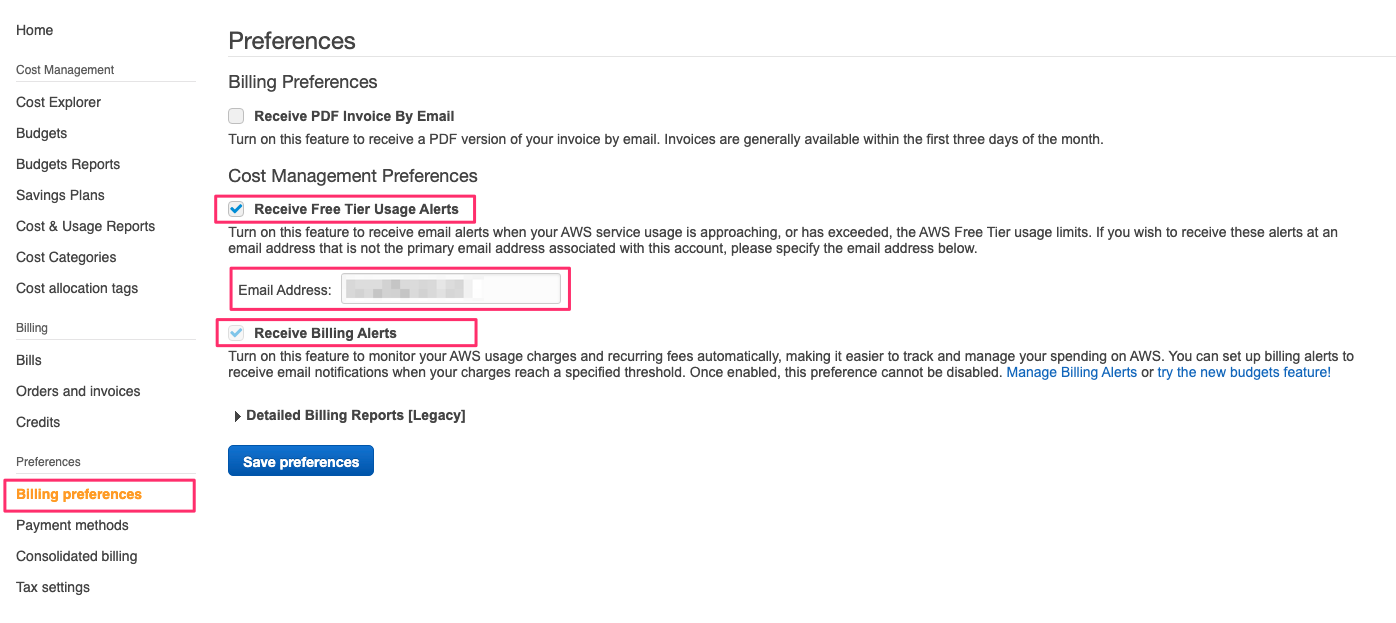 Home
Cost Management
Cost Explorer
Budgets
Budgets Reports
Savings Plans
Cost & Usage Reports
Cost Categories
Cost allocation tags
Billing
Bills
Orders and invoices
Credits
Preferences
Billing preferences
Payment methods
Consolidated billing
Tax settings
Preferences
Billing Preferences
Receive PDF Invoice By Email
Turn on this feature to receive a PDF version of your invoice by email. Invoices are generally available within the first three days of the month.
Cost Management Preferences
Receive Free Tier Usage Alerts
Turn on this feature to receive email alerts when your AWS service usage is approaching, or has exceeded, the AWS Free Tier usage limits. If you wish to receive these alerts at an
email address that is not the primary email address associated with this account, please specify the email address below.
Email Address:
Receive Billing Alerts
Turn on this feature to monitor your AWS usage charges and recurring fees automatically, making it easier to track and manage your spending on AWS. You can set up billing alerts to
receive email notifications when your charges reach a specified threshold. Once enabled, this preference cannot be disabled. Manage Billing Alerts or try the new budgets feature!
Detailed Billing Reports [Legacy]
Save preferences